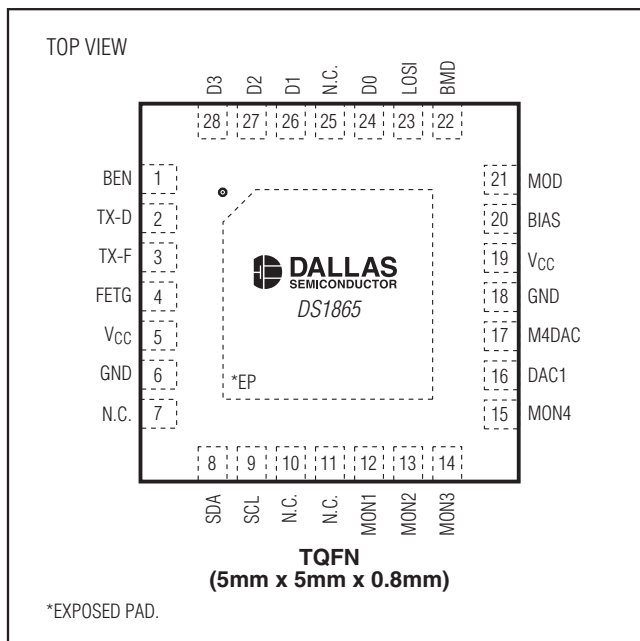 TOP VIEW
D3
D2
D1
N.C.
D0
LOSI
BMD
28
27
26
25
24
23
22
BEN 1
TX-D 2
TX-F 3
FETG 4
VCC 5
GND 6
N.C. 7
21 MOD
20 BIAS
19 VCC
18 GND
17 M4DAC
16 DAC1
15 MON4
DALLAS
SEMICONDUCTOR
DS1865
*EP
8
9
10
11
12
13
14
SDA
SCL
N.C.
N.C.
MON1
MON2
MON3
TQFN
(5mm x 5mm x 0.8mm)
*EXPOSED PAD.